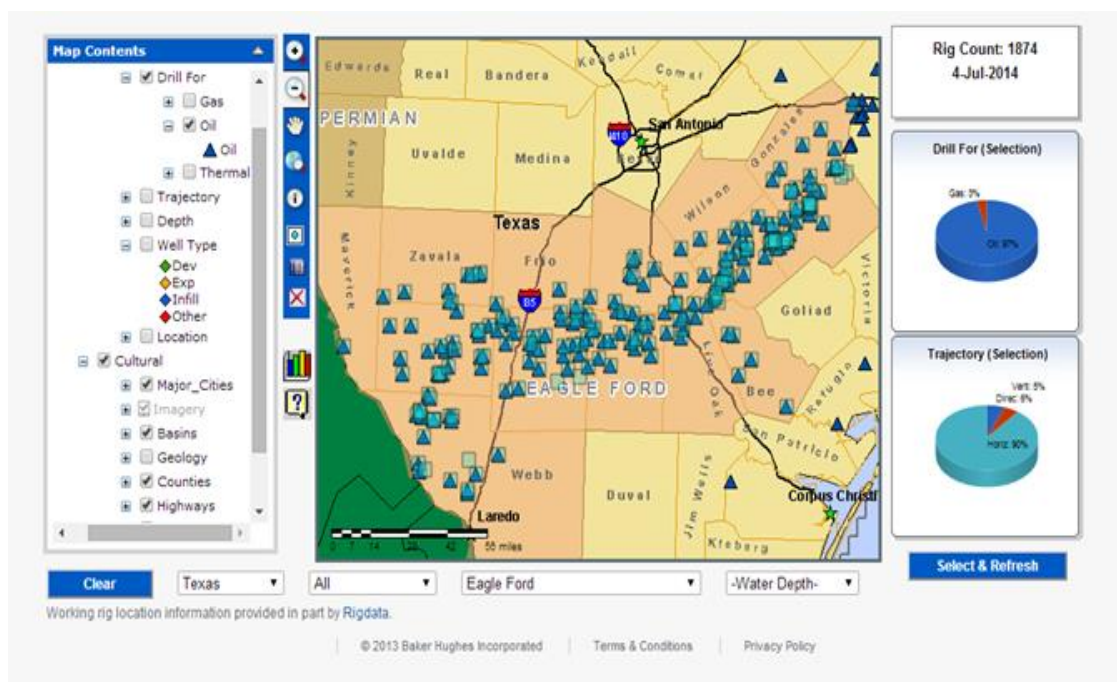 Map Contents
Drill For
Gas
Oil
Oil
Thermal
Trajectory
Depth
Well Type
Dev
Exp
Infill
Other
Location
Cultural
Major_Cities
Imagery
Basins
Geology
Counties
Highways
Edwards
Real
Bandera
Kendall
Comal
PERMIAN
San Antonio
Gonzales
Kinney
Uvalde
Medina
Bexar
Wilson
Texas
Maverick
Zavala
Frio
Victoria
Goliad
EAGLE FORD
Live Oak
Bee
Refugio
San Patricio
Webb
Duval
Jim Wells
Corpus Christi
Laredo
Kleberg
0 7 14 28 42 56 miles
Rig Count: 1874
4-Jul-2014
Drill For (Selection)
Gas: 3%
Oil: 97%
Trajectory (Selection)
Vert: 5%
Direc: 6%
Horiz: 90%
Select & Refresh
Clear
Texas
All
Eagle Ford
-Water Depth-
Working rig location information provided in part by Rigdata.
© 2013 Baker Hughes Incorporated
Terms & Conditions
Privacy Policy